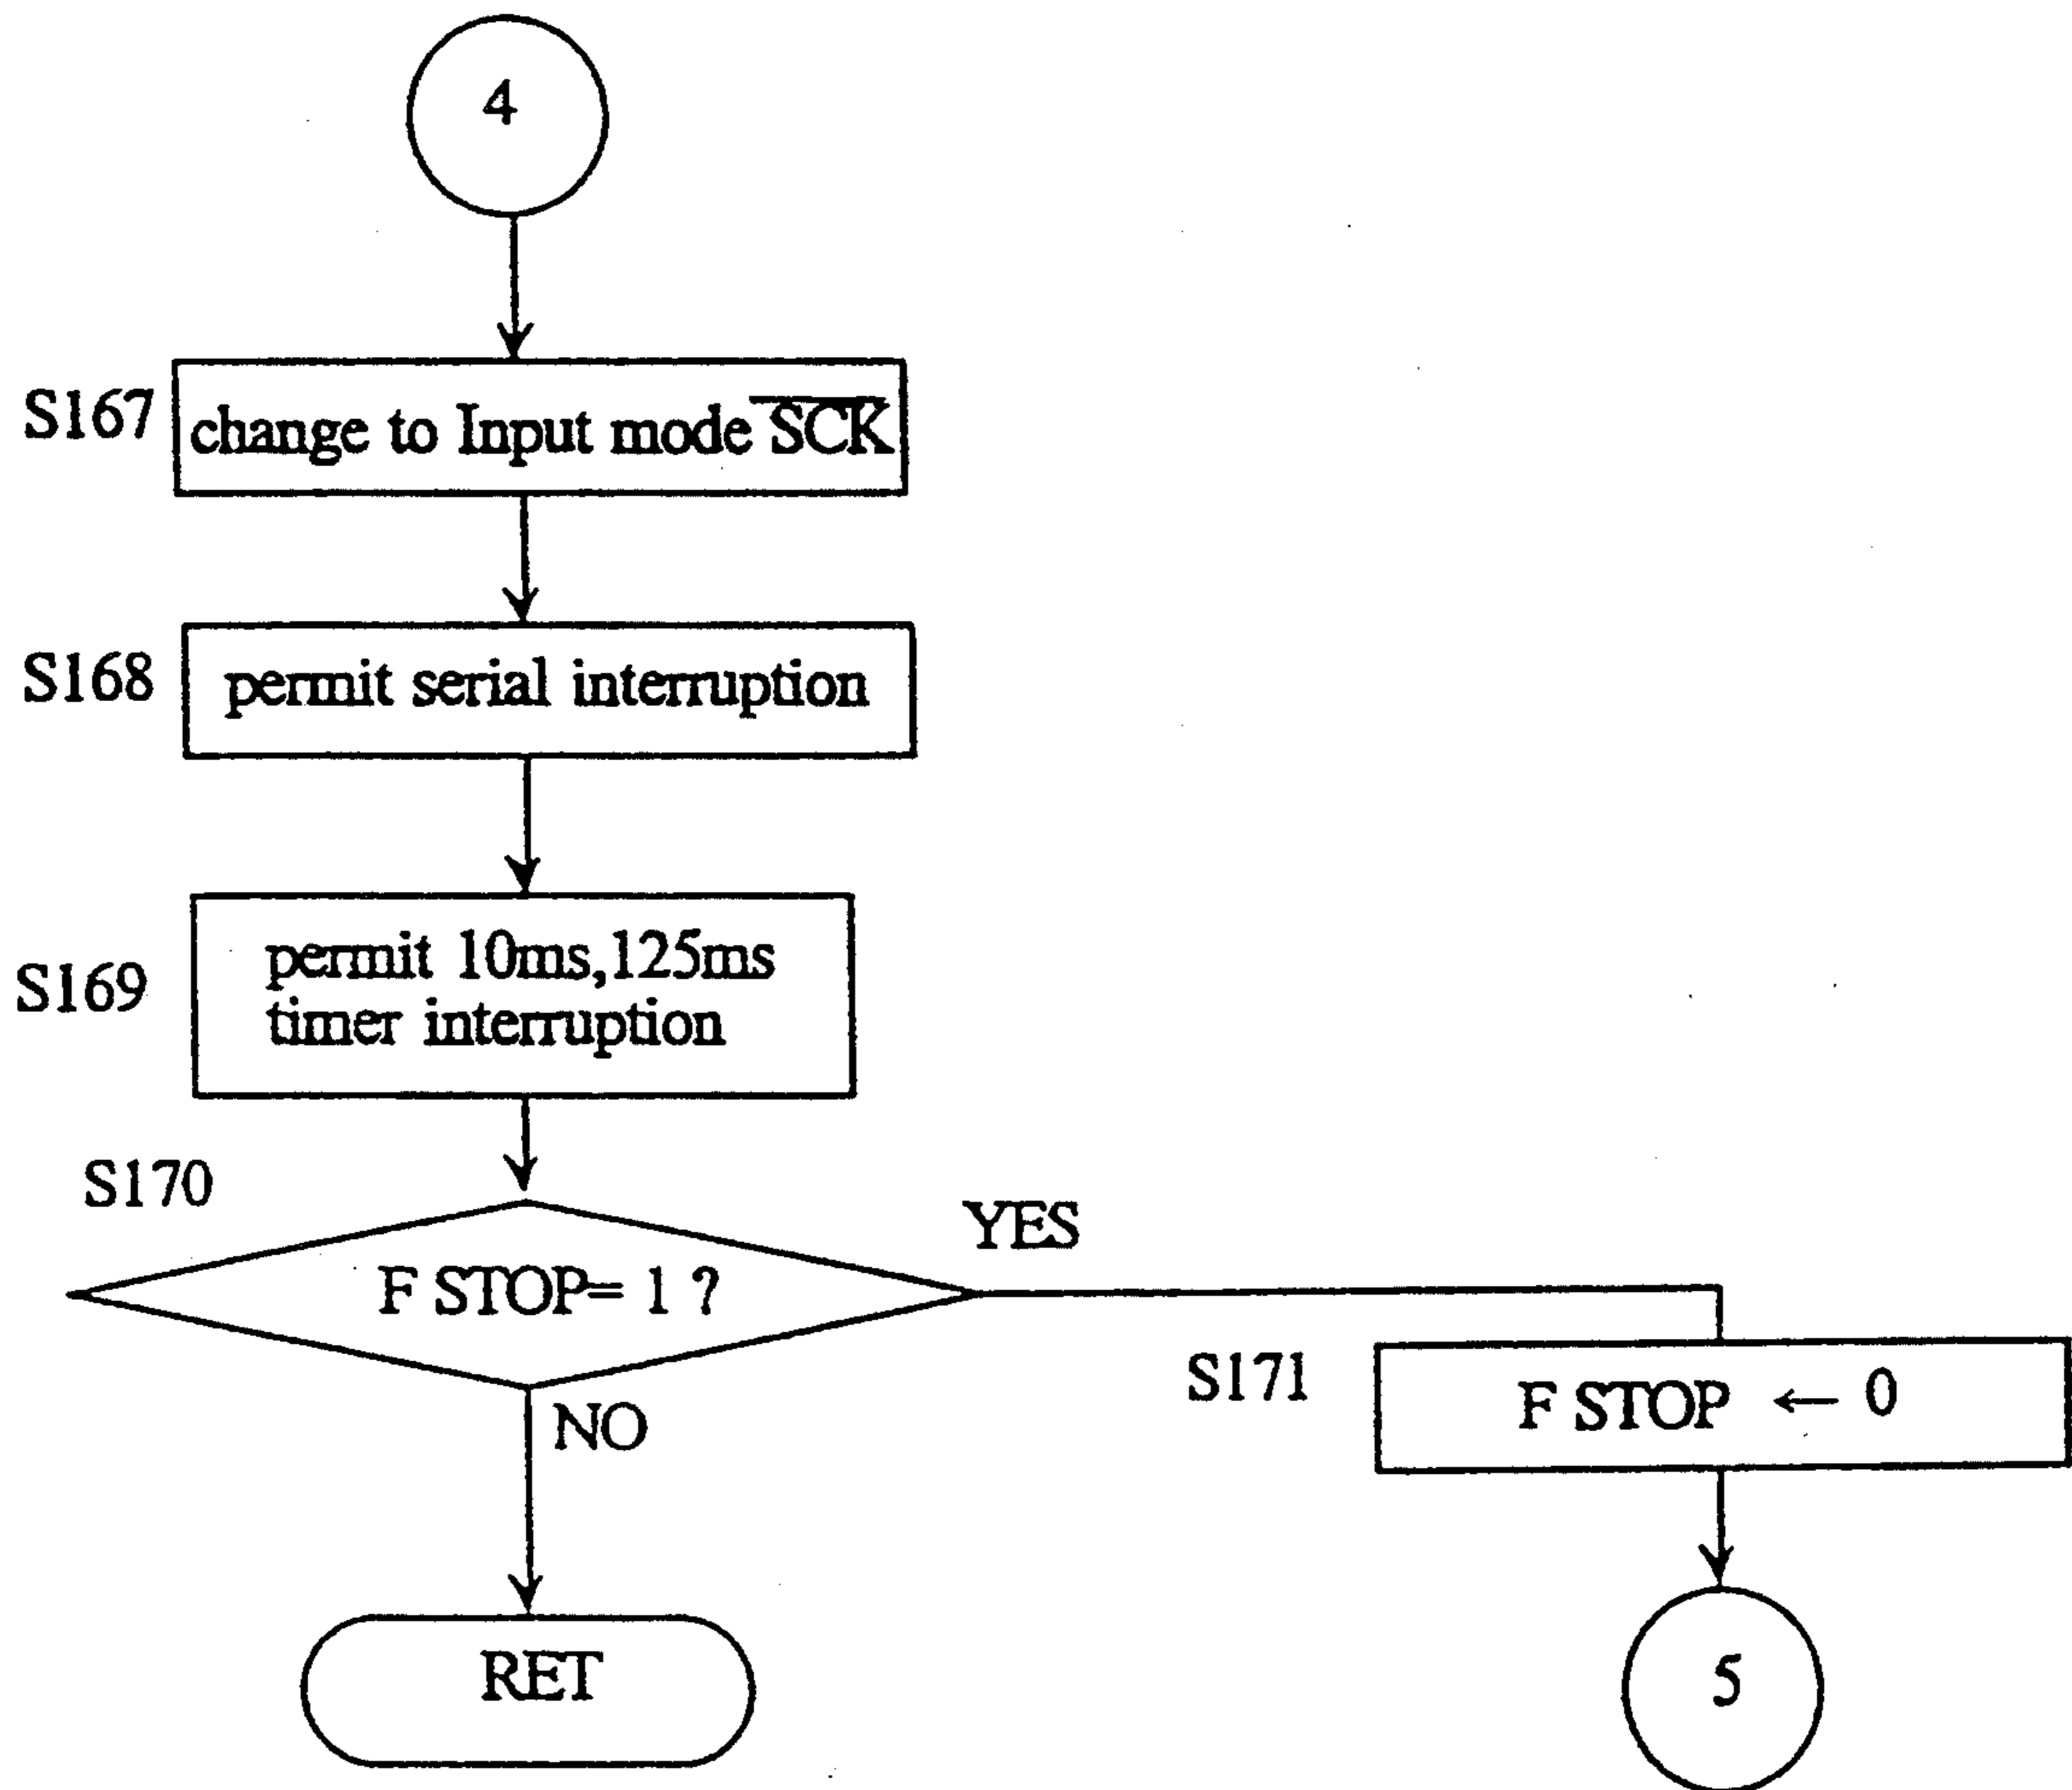 4
S167
change to Input mode S̅C̅K̅
S168
permit serial interruption
S169
permit 10ms,125ms
timer interruption
S170
F STOP= 1 ?
YES
NO
S171
F STOP ← 0
RET
5